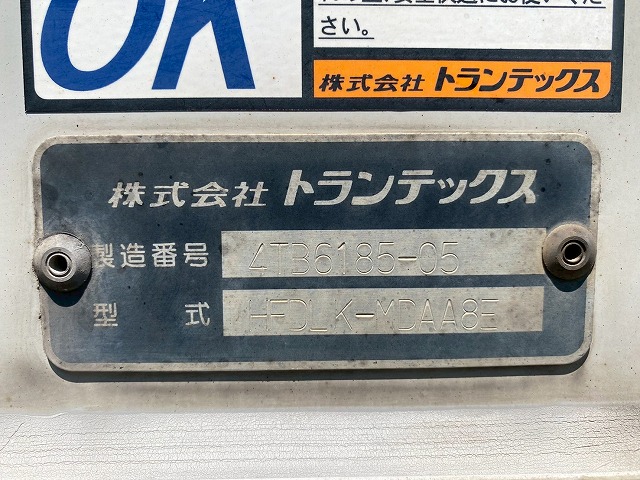 OK
さい。
株式会社 トランテックス
株式会社 トランテックス
製造番号 4TB6185-05
型式 HFDLK-MDAA8E